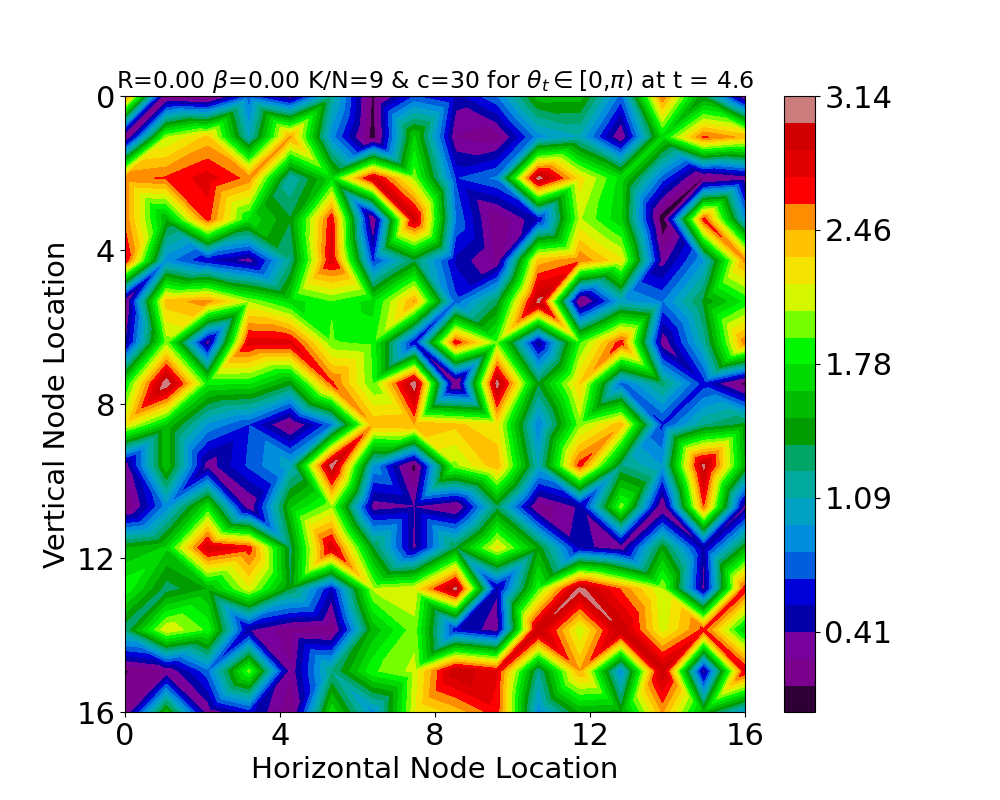 R=0.00 β=0.00 K/N=9 & c=30 for θ_t ∈ [0,π) at t = 4.6
0
4
8
12
16
Vertical Node Location
0 4 8 12 16
Horizontal Node Location
3.14
2.46
1.78
1.09
0.41